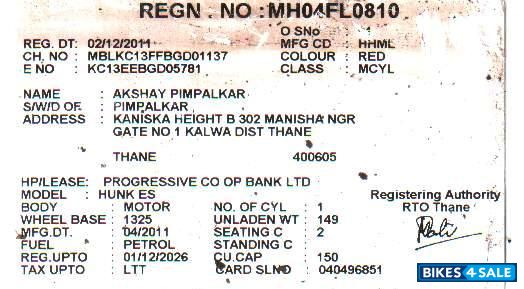 REGN . NO : MH04FL0810
O SNo : 1
REG. DT: 02/12/2011 MFG CD : HHML
CH. NO : MBLKC13FFBGD01137 COLOUR : RED
E NO : KC13EEBGD05781 CLASS : MCYL
NAME : AKSHAY PIMPALKAR
S/W/D OF : PIMPALKAR
ADDRESS : KANISKA HEIGHT B 302 MANISHA NGR
GATE NO 1 KALWA DIST THANE
THANE 400605
HP/LEASE: PROGRESSIVE CO OP BANK LTD
MODEL : HUNK ES Registering Authority
BODY : MOTOR NO. OF CYL : 1 RTO Thane
WHEEL BASE : 1325 UNLADEN WT : 149
MFG.DT. : 04/2011 SEATING C : 2
FUEL : PETROL STANDING C :
REG.UPTO : 01/12/2026 CU.CAP : 150
TAX UPTO : LTT CARD SLNO : 040496851
BIKES4SALE